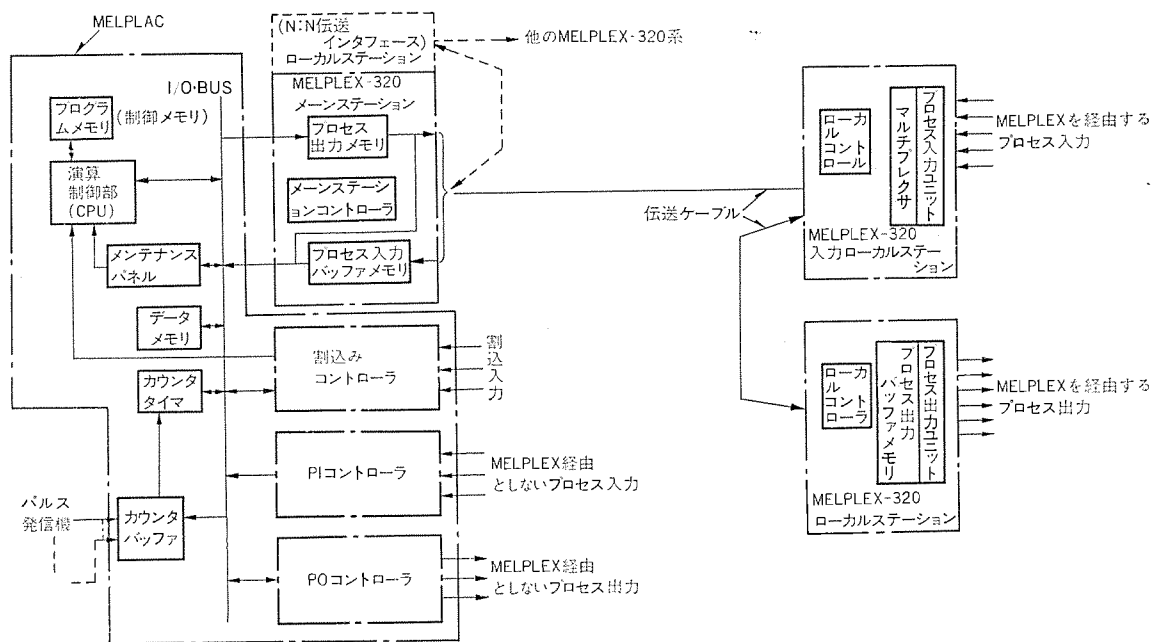 MELPLAC
I/O・BUS
プログラ
ムメモリ
(制御メモリ)
演算
制御部
(CPU)
メンテナンス
パネル
データ
メモリ
カウンタ
タイマ
パルス
発信機
カウンタ
バッファ
(N:N伝送
インタフェース)
ローカルステーション
他のMELPLEX-320系
MELPLEX-320
メーンステーション
プロセス
出力メモリ
メーンステーシ
ョンコントローラ
プロセス入力
バッファメモリ
割込み
コントローラ
割込入力
PIコントローラ
MELPLEX経由
としないプロセス入力
POコントローラ
MELPLEX経由
としないプロセス出力
伝送ケーブル
ローカ
ルコン
トロール
マルチプレクサ
プロセス入力ユニット
MELPLEX-320
入力ローカルステー
ション
MELPLEXを経由する
プロセス入力
ローカ
ルコント
ローラ
プロセス出力
バッファメモリ
プロセス出力ユニット
MELPLEX-320
ローカルステーション
MELPLEXを経由する
プロセス出力